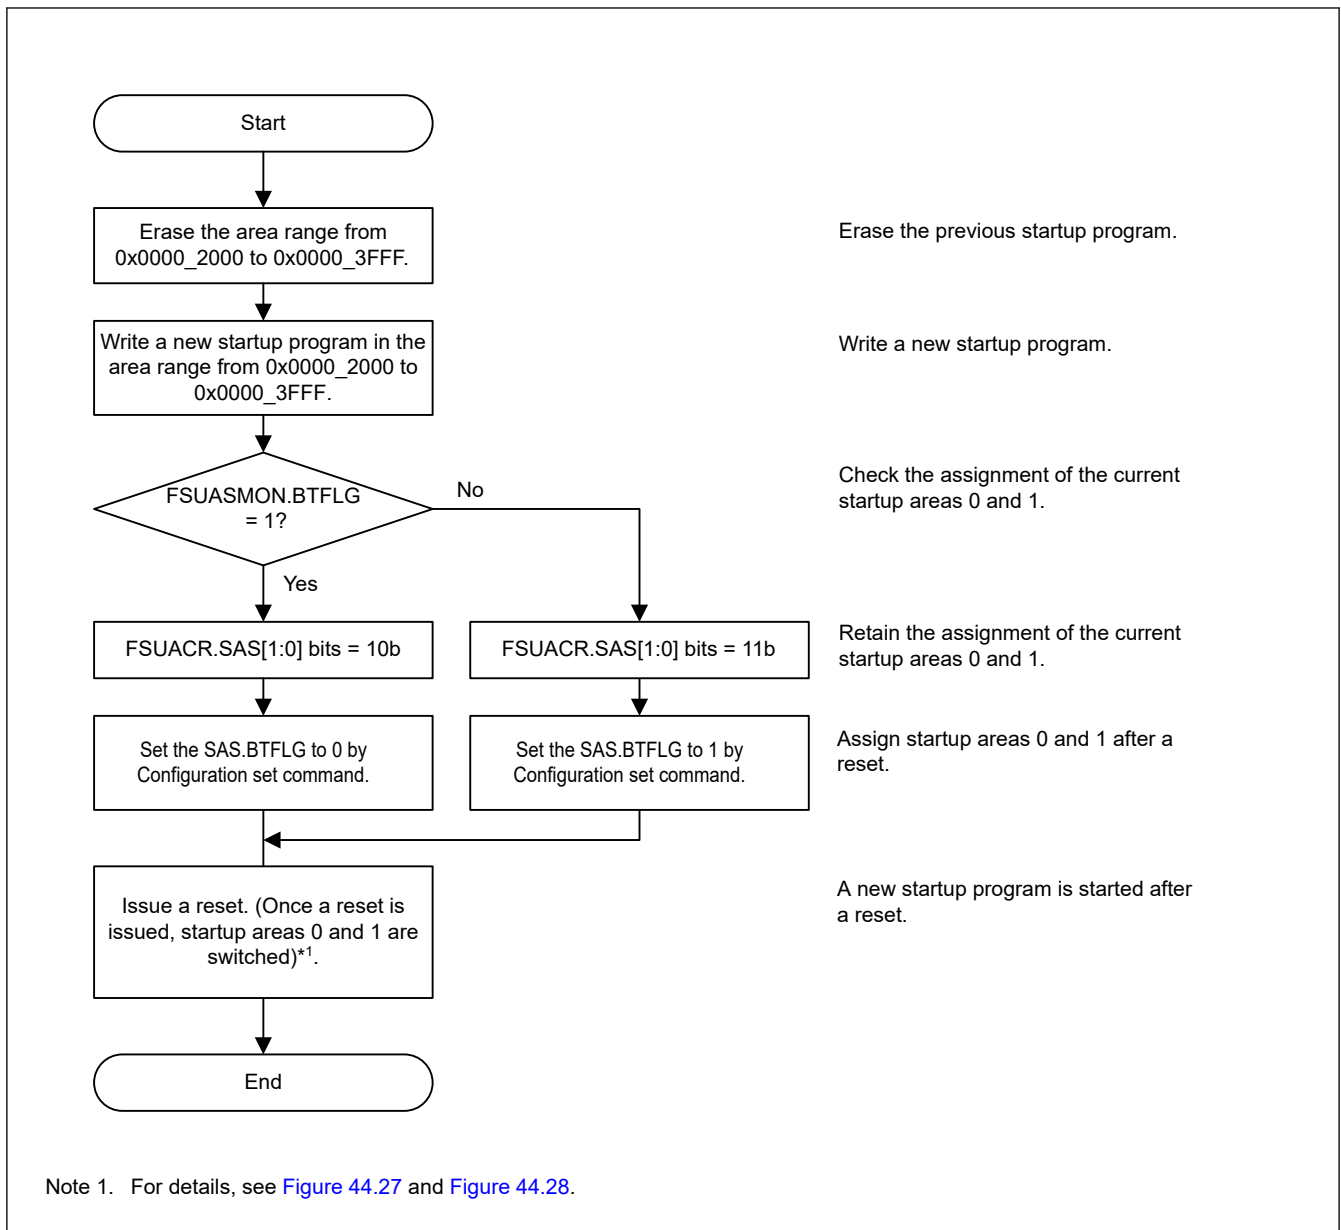 Start
Erase the area range from
0x0000_2000 to 0x0000_3FFF.
Erase the previous startup program.
Write a new startup program in the
area range from 0x0000_2000 to
0x0000_3FFF.
Write a new startup program.
FSUASMON.BTFLG
= 1?
No
Yes
Check the assignment of the current
startup areas 0 and 1.
FSUACR.SAS[1:0] bits = 10b
FSUACR.SAS[1:0] bits = 11b
Retain the assignment of the current
startup areas 0 and 1.
Set the SAS.BTFLG to 0 by
Configuration set command.
Set the SAS.BTFLG to 1 by
Configuration set command.
Assign startup areas 0 and 1 after a
reset.
Issue a reset. (Once a reset is
issued, startup areas 0 and 1 are
switched)*1.
A new startup program is started after
a reset.
End
Note 1. For details, see Figure 44.27 and Figure 44.28.